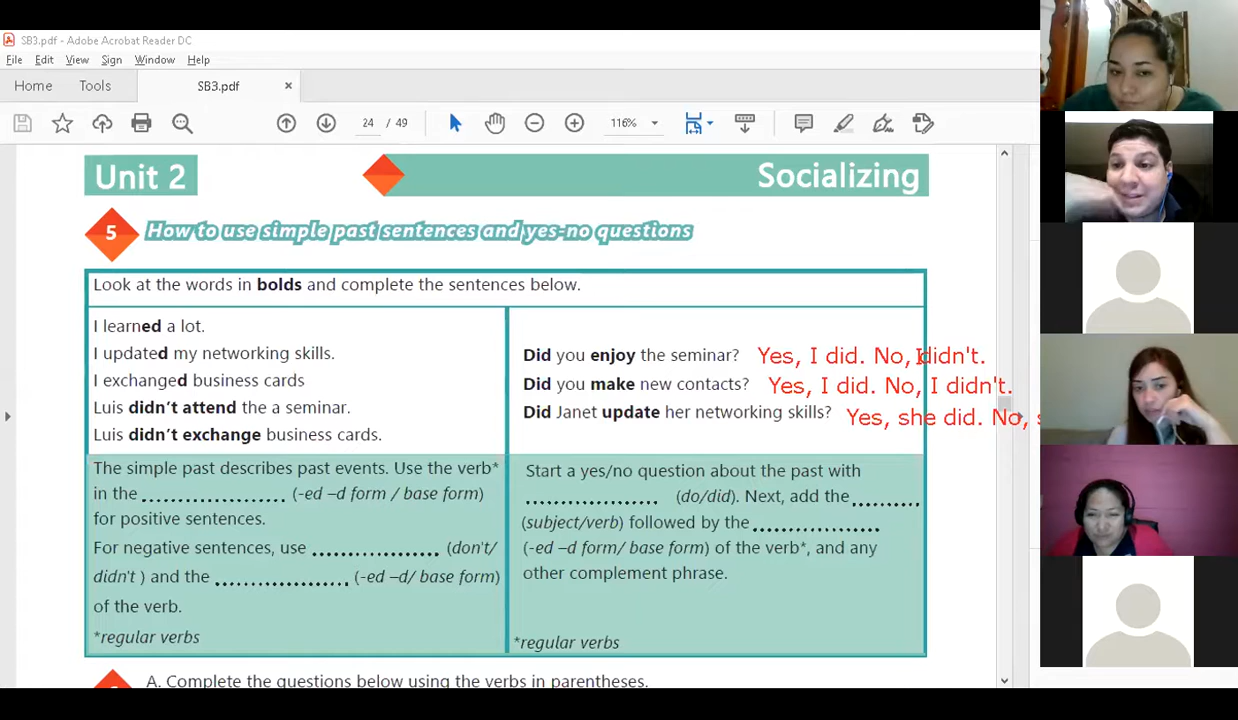 SB3.pdf - Adobe Acrobat Reader DC
File Edit View Sign Window Help
Home Tools SB3.pdf ×
24 / 49 116%
Unit 2 Socializing
5 How to use simple past sentences and yes-no questions
Look at the words in bolds and complete the sentences below.
I learned a lot.
I updated my networking skills.
I exchanged business cards
Luis didn't attend the a seminar.
Luis didn't exchange business cards.
Did you enjoy the seminar? Yes, I did. No, I didn't.
Did you make new contacts? Yes, I did. No, I didn't.
Did Janet update her networking skills? Yes, she did. No, s
The simple past describes past events. Use the verb*
in the ................ (-ed –d form / base form)
for positive sentences.
For negative sentences, use ............... (don't/
didn't ) and the ................ (-ed –d/ base form)
of the verb.
*regular verbs
Start a yes/no question about the past with
................ (do/did). Next, add the ........
(subject/verb) followed by the ...............
(-ed –d form/ base form) of the verb*, and any
other complement phrase.
*regular verbs
A. Complete the questions below using the verbs in parentheses.